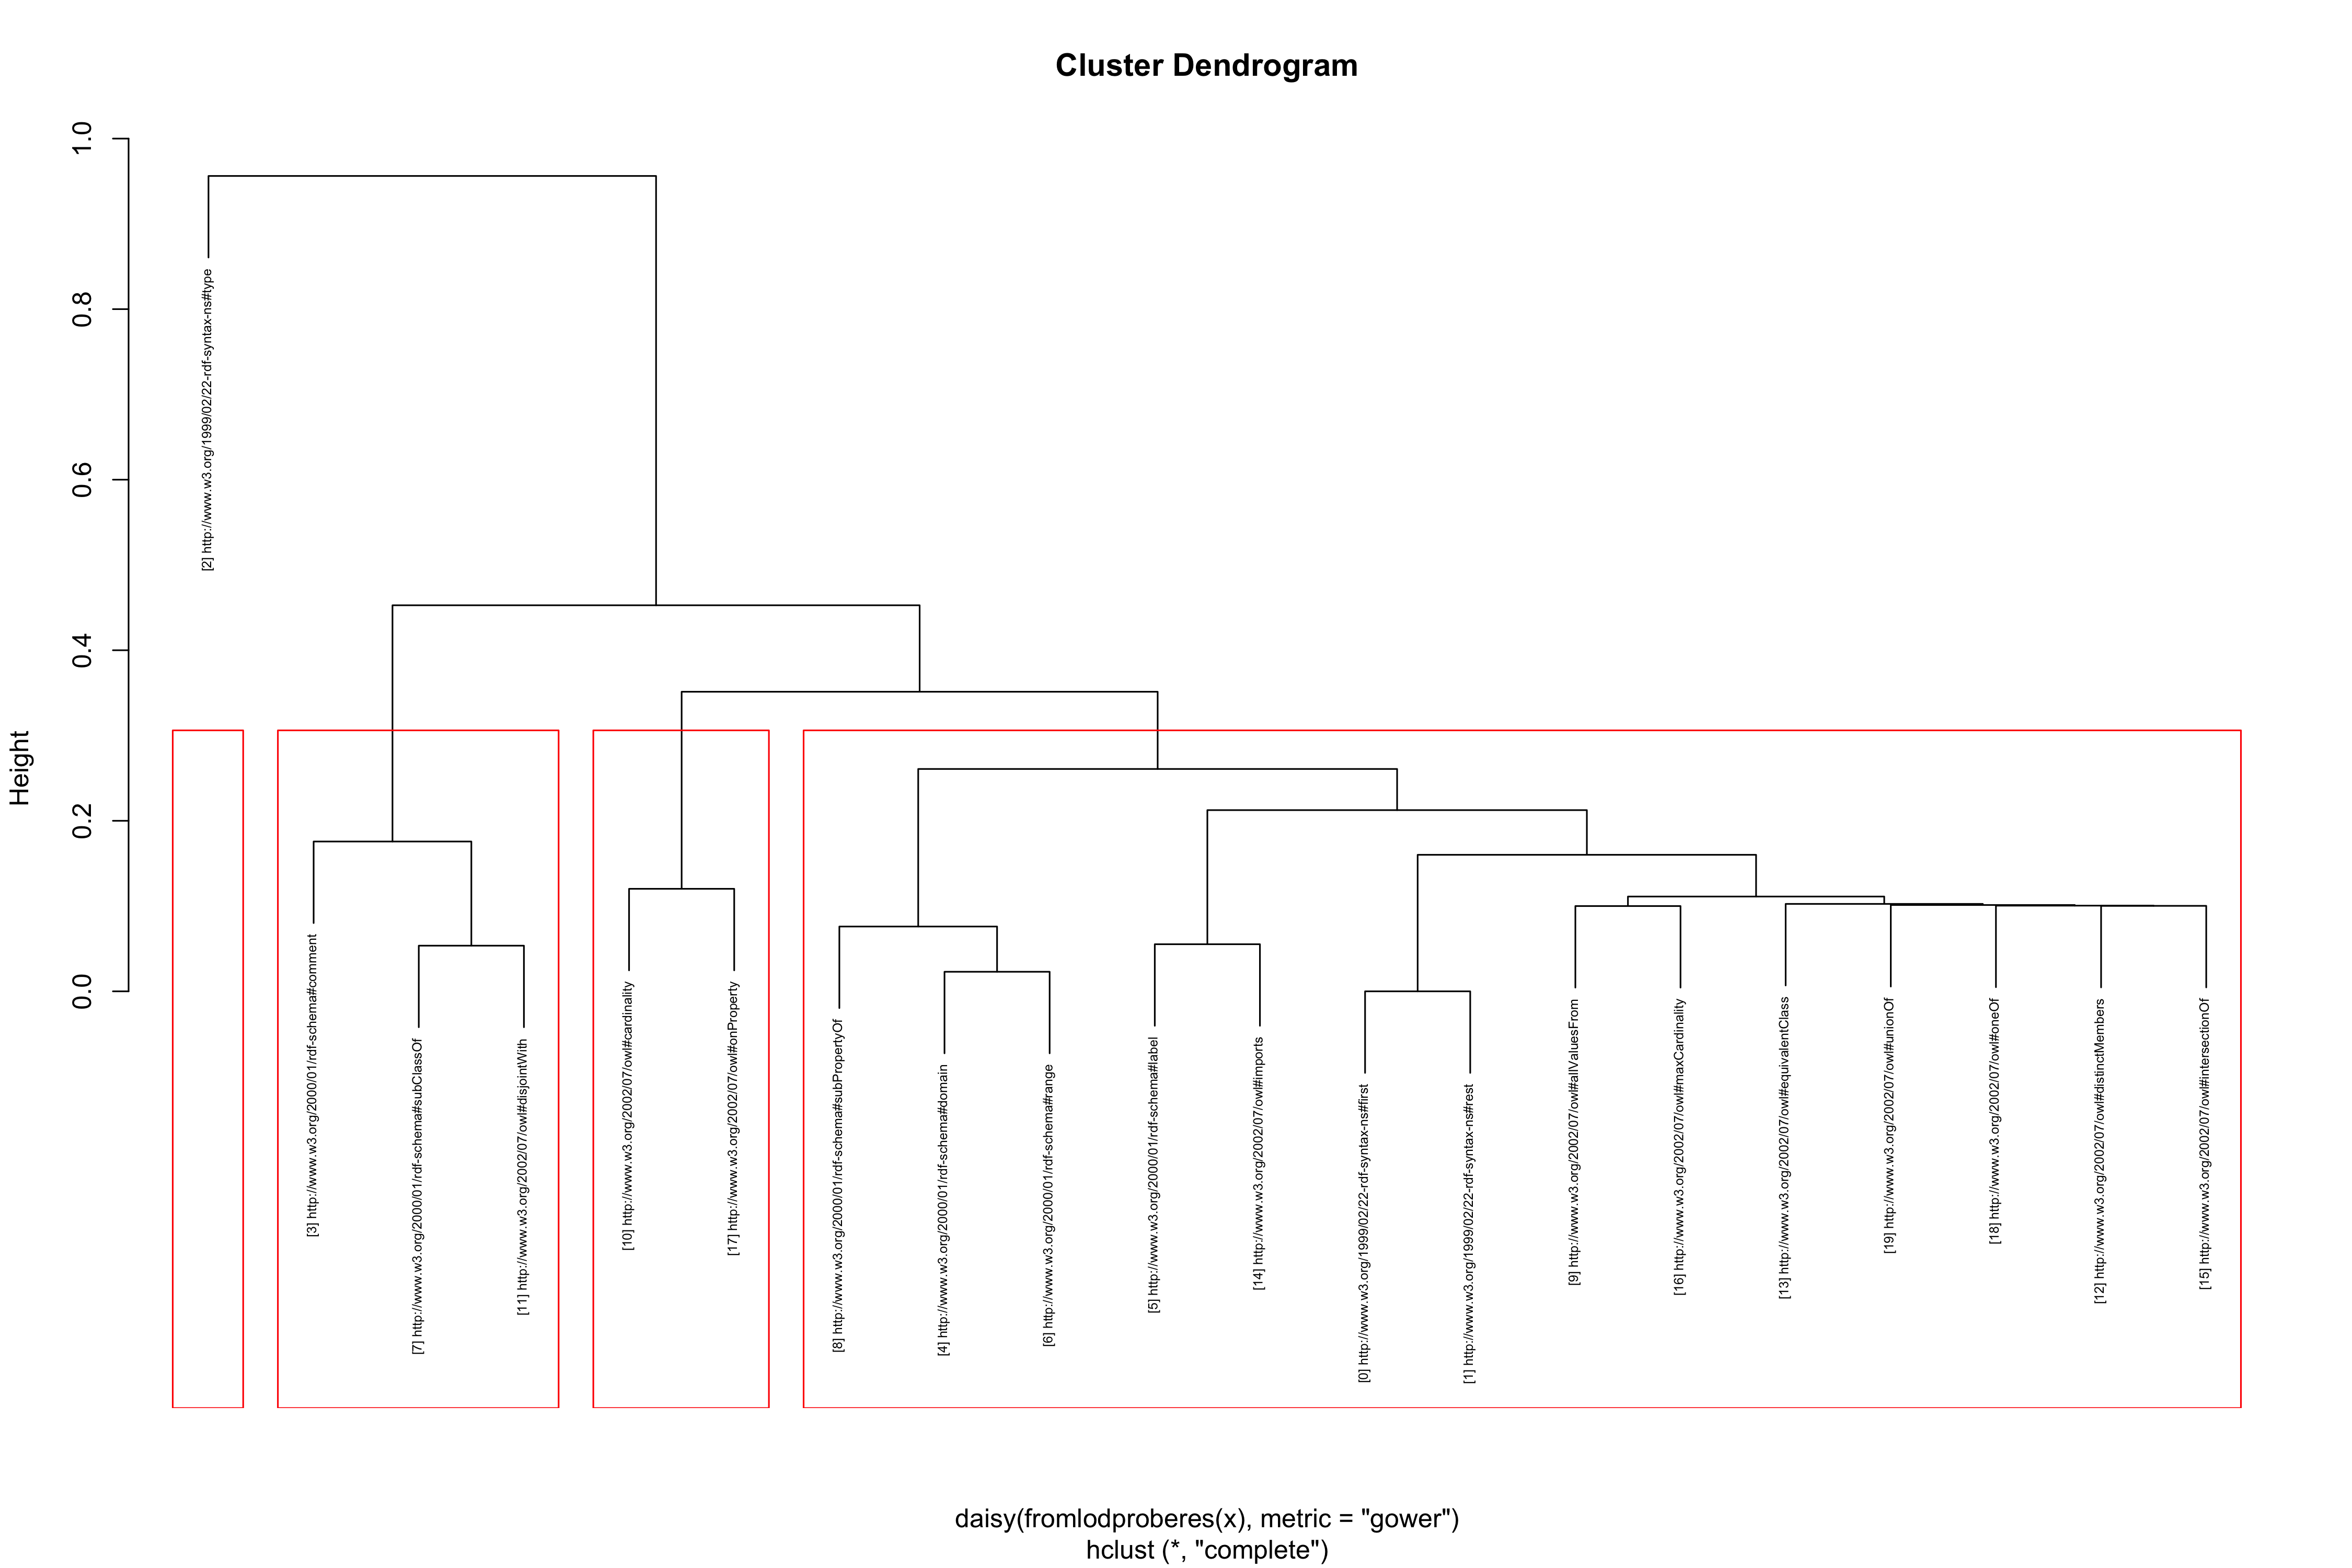 Cluster Dendrogram
Height
1.0
0.8
0.6
0.4
0.2
0.0
[2] http://www.w3.org/1999/02/22-rdf-syntax-ns#type
[3] http://www.w3.org/2000/01/rdf-schema#comment
[7] http://www.w3.org/2000/01/rdf-schema#subClassOf
[11] http://www.w3.org/2002/07/owl#disjointWith
[10] http://www.w3.org/2002/07/owl#cardinality
[17] http://www.w3.org/2002/07/owl#onProperty
[8] http://www.w3.org/2000/01/rdf-schema#subPropertyOf
[4] http://www.w3.org/2000/01/rdf-schema#domain
[6] http://www.w3.org/2000/01/rdf-schema#range
[5] http://www.w3.org/2000/01/rdf-schema#label
[14] http://www.w3.org/2002/07/owl#imports
[0] http://www.w3.org/1999/02/22-rdf-syntax-ns#first
[1] http://www.w3.org/1999/02/22-rdf-syntax-ns#rest
[9] http://www.w3.org/2002/07/owl#allValuesFrom
[16] http://www.w3.org/2002/07/owl#maxCardinality
[13] http://www.w3.org/2002/07/owl#equivalentClass
[19] http://www.w3.org/2002/07/owl#unionOf
[18] http://www.w3.org/2002/07/owl#oneOf
[12] http://www.w3.org/2002/07/owl#distinctMembers
[15] http://www.w3.org/2002/07/owl#intersectionOf
daisy(fromlodproberes(x), metric = "gower")
hclust (*, "complete")